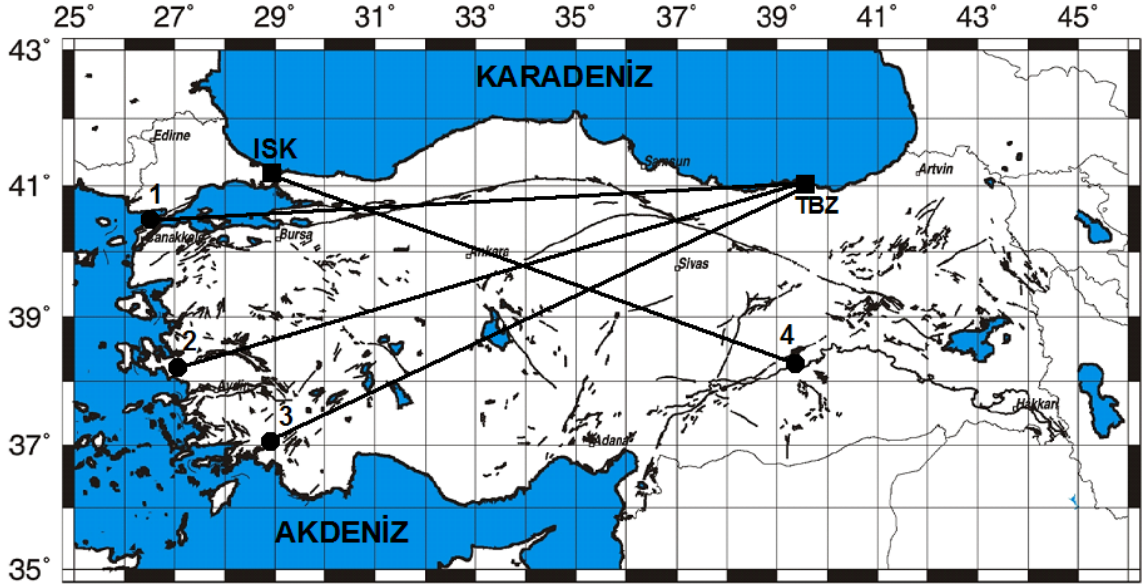 25° 27° 29° 31° 33° 35° 37° 39° 41° 43° 45°
43°
KARADENİZ
Edirne
ISK
Samsun
Artvin
41°
1
TBZ
Çanakkale
Bursa
Ankara
Sivas
39°
2
4
Aydın
3
Hakkari
37°
Adana
AKDENİZ
35°